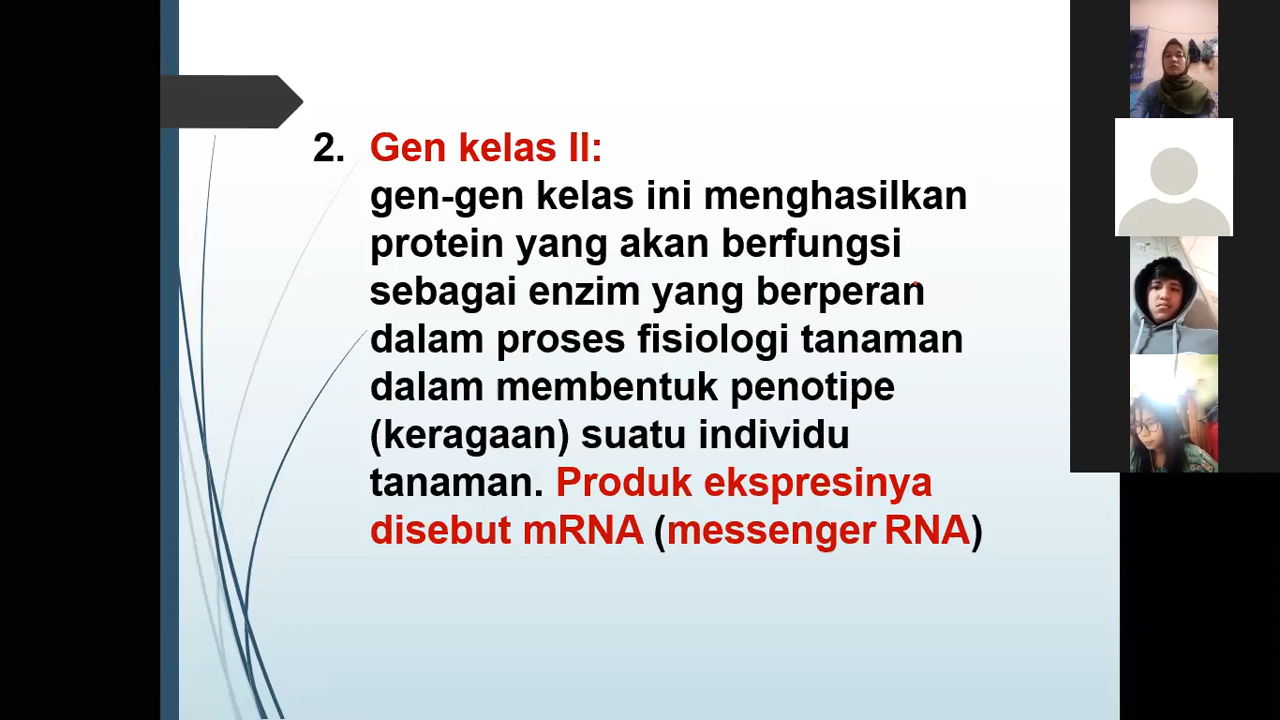 2. Gen kelas II:
gen-gen kelas ini menghasilkan
protein yang akan berfungsi
sebagai enzim yang berperan
dalam proses fisiologi tanaman
dalam membentuk penotipe
(keragaan) suatu individu
tanaman. Produk ekspresinya
disebut mRNA (messenger RNA)